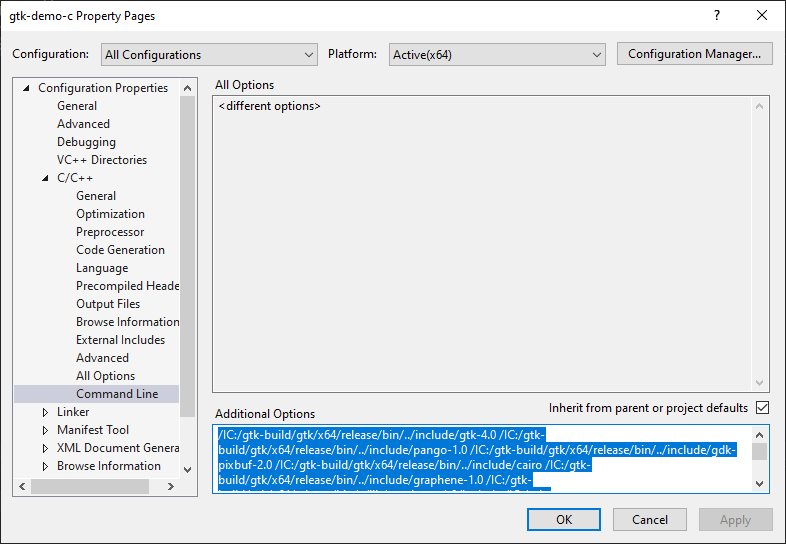 gtk-demo-c Property Pages
Configuration: All Configurations Platform: Active(x64) Configuration Manager...
Configuration Properties
General
Advanced
Debugging
VC++ Directories
C/C++
General
Optimization
Preprocessor
Code Generation
Language
Precompiled Heade
Output Files
Browse Information
External Includes
Advanced
All Options
Command Line
Linker
Manifest Tool
XML Document Genera
Browse Information
All Options
<different options>
Additional Options
Inherit from parent or project defaults
/IC:/gtk-build/gtk/x64/release/bin/../include/gtk-4.0 /IC:/gtk-
build/gtk/x64/release/bin/../include/pango-1.0 /IC:/gtk-build/gtk/x64/release/bin/../include/gdk-
pixbuf-2.0 /IC:/gtk-build/gtk/x64/release/bin/../include/cairo /IC:/gtk-
build/gtk/x64/release/bin/../include/graphene-1.0 /IC:/gtk-
OK Cancel Apply